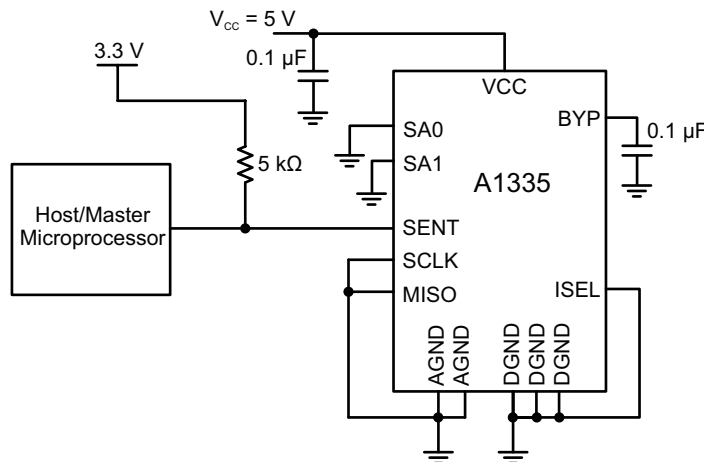 V_CC = 5 V
3.3 V
0.1 µF
VCC
BYP
0.1 µF
SA0
SA1
5 kΩ
A1335
Host/Master
Microprocessor
SENT
SCLK
MISO
ISEL
AGND
AGND
DGND
DGND
DGND